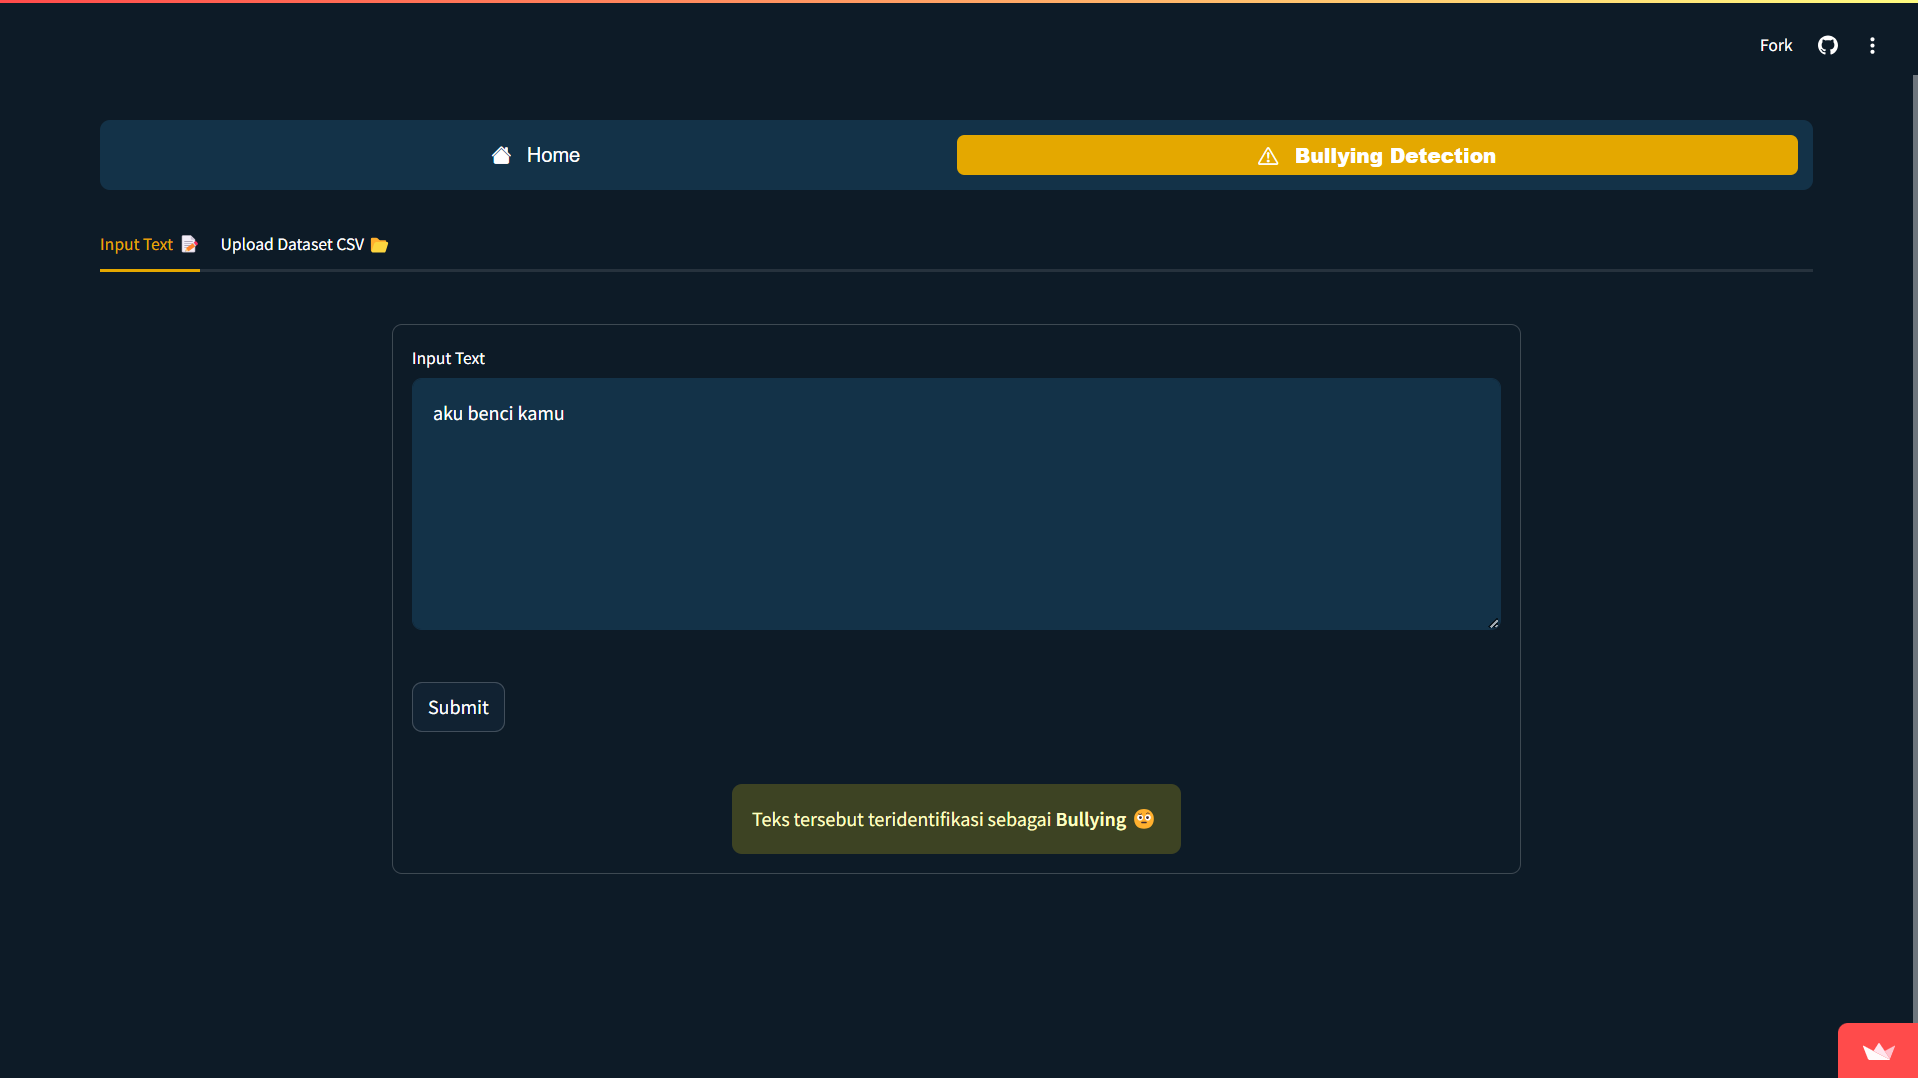 Fork
Home
Bullying Detection
Input Text 📝 Upload Dataset CSV 📂
Input Text
aku benci kamu
Submit
Teks tersebut teridentifikasi sebagai Bullying 😳